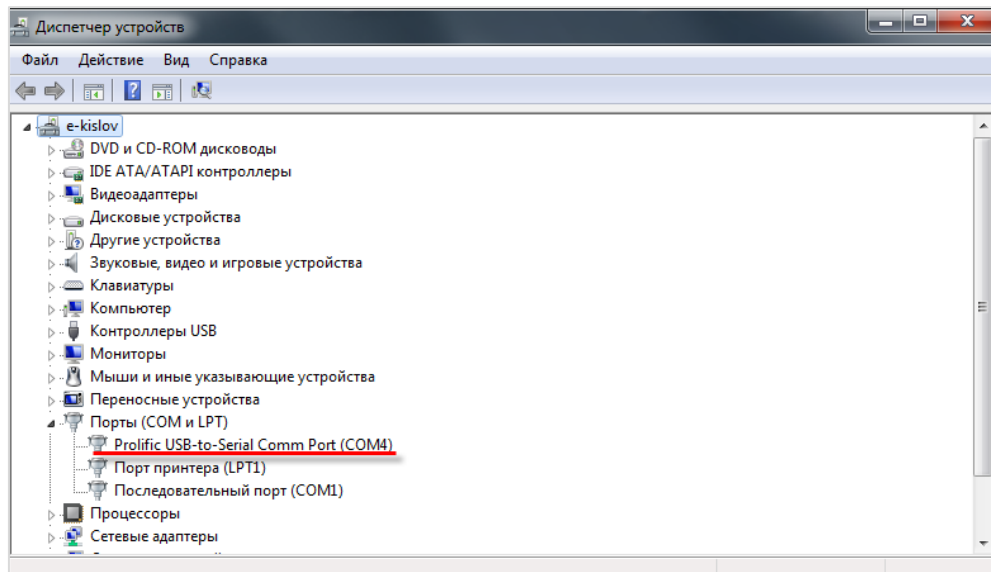 Диспетчер устройств
Файл Действие Вид Справка
e-kislov
DVD и CD-ROM дисководы
IDE ATA/ATAPI контроллеры
Видеоадаптеры
Дисковые устройства
Другие устройства
Звуковые, видео и игровые устройства
Клавиатуры
Компьютер
Контроллеры USB
Мониторы
Мыши и иные указывающие устройства
Переносные устройства
Порты (COM и LPT)
Prolific USB-to-Serial Comm Port (COM4)
Порт принтера (LPT1)
Последовательный порт (COM1)
Процессоры
Сетевые адаптеры